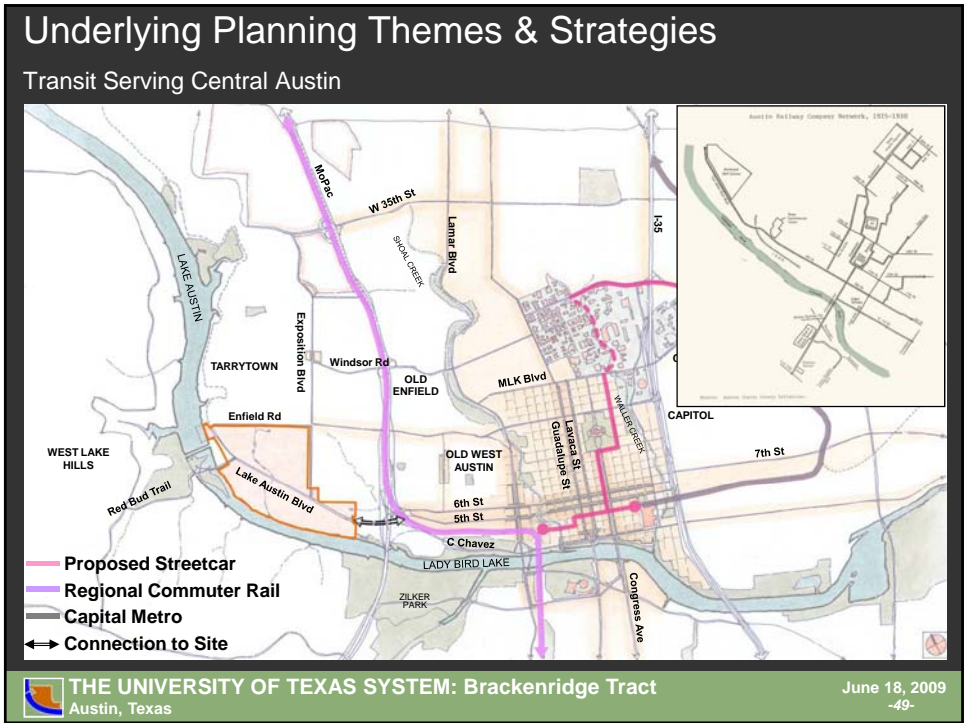 Underlying Planning Themes & Strategies
Transit Serving Central Austin
Austin Railway Company Network, 1925-1930
MoPac
W 35th St
SHOAL CREEK
Lamar Blvd
I-35
LAKE AUSTIN
Exposition Blvd
TARRYTOWN
Windsor Rd
OLD
ENFIELD
MLK Blvd
Enfield Rd
Lavaca St
Guadalupe St
WALLER CREEK
CAPITOL
WEST LAKE
HILLS
OLD WEST
AUSTIN
7th St
Lake Austin Blvd
Red Bud Trail
6th St
5th St
C Chavez
LADY BIRD LAKE
ZILKER
PARK
Congress Ave
Proposed Streetcar
Regional Commuter Rail
Capital Metro
Connection to Site
THE UNIVERSITY OF TEXAS SYSTEM: Brackenridge Tract
Austin, Texas
June 18, 2009
-49-